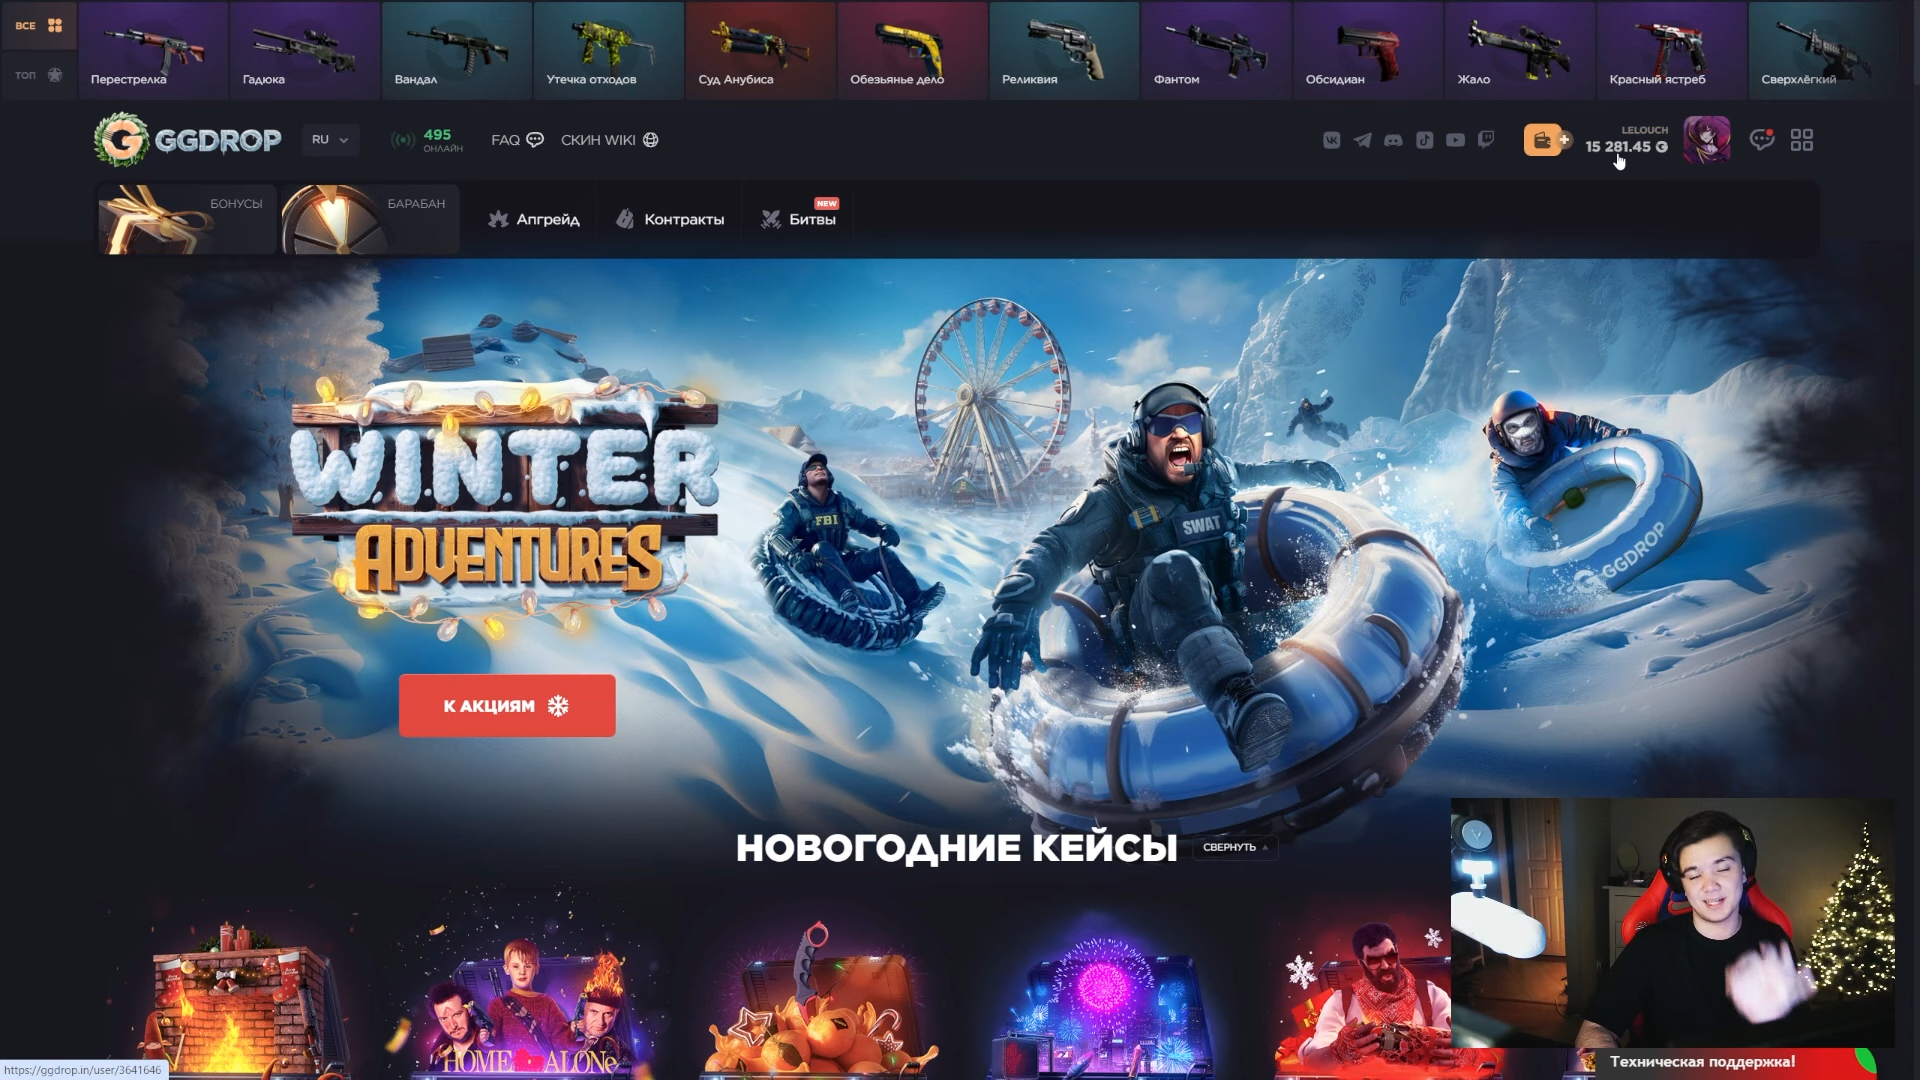 ВСЕ
ТОП
Перестрелка
Гадюка
Вандал
Утечка отходов
Суд Анубиса
Обезьянье дело
Реликвия
Фантом
Обсидиан
Жало
Красный ястреб
Сверхлёгкий
GGDROP
RU
495
ОНЛАЙН
FAQ
СКИН WIKI
LELOUCH
15 281.45
БОНУСЫ
БАРАБАН
Апгрейд
Контракты
Битвы
NEW
WINTER
ADVENTURES
FBI
SWAT
GGDROP
К АКЦИЯМ
НОВОГОДНИЕ КЕЙСЫ
СВЕРНУТЬ
HOME ALONe
Техническая поддержка!
https://ggdrop.in/user/3641646